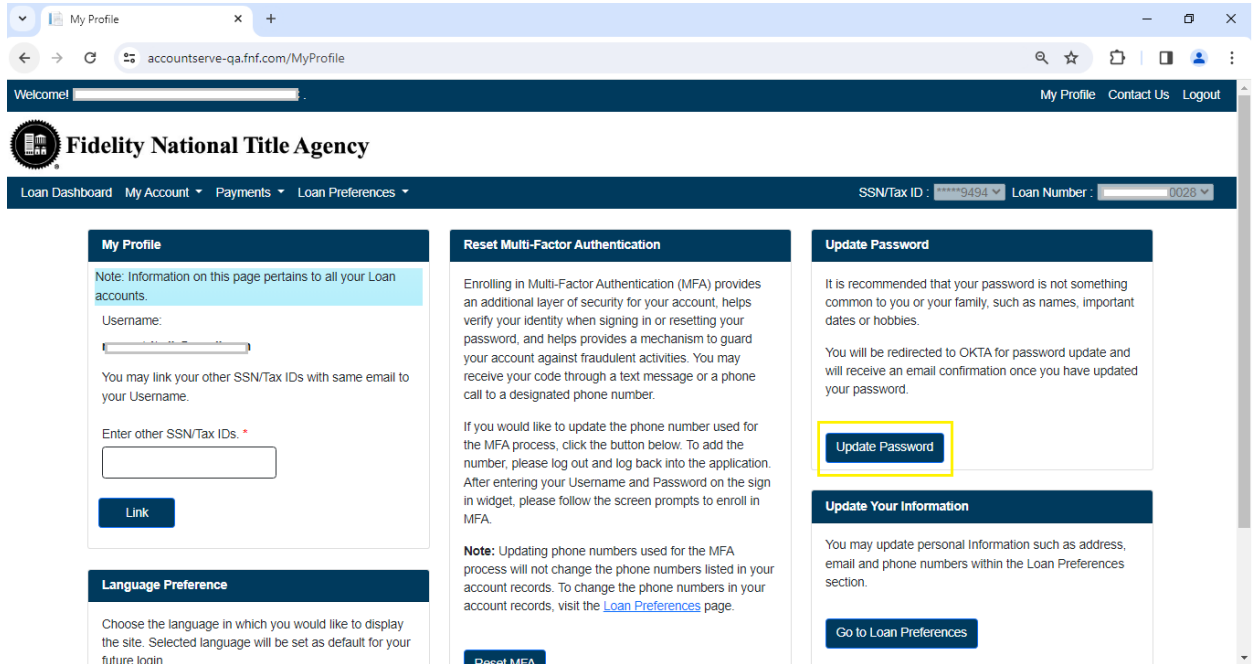 My Profile
accountserve-qa.fnf.com/MyProfile
Welcome! .
My Profile Contact Us Logout
Fidelity National Title Agency
Loan Dashboard My Account Payments Loan Preferences
SSN/Tax ID : *****9494 Loan Number : 0028
My Profile
Note: Information on this page pertains to all your Loan
accounts.
Username:
You may link your other SSN/Tax IDs with same email to
your Username.
Enter other SSN/Tax IDs. *
Link
Language Preference
Choose the language in which you would like to display
the site. Selected language will be set as default for your
future login
Reset Multi-Factor Authentication
Enrolling in Multi-Factor Authentication (MFA) provides
an additional layer of security for your account, helps
verify your identity when signing in or resetting your
password, and helps provides a mechanism to guard
your account against fraudulent activities. You may
receive your code through a text message or a phone
call to a designated phone number.
If you would like to update the phone number used for
the MFA process, click the button below. To add the
number, please log out and log back into the application.
After entering your Username and Password on the sign
in widget, please follow the screen prompts to enroll in
MFA.
Note: Updating phone numbers used for the MFA
process will not change the phone numbers listed in your
account records. To change the phone numbers in your
account records, visit the Loan Preferences page.
Reset MFA
Update Password
It is recommended that your password is not something
common to you or your family, such as names, important
dates or hobbies.
You will be redirected to OKTA for password update and
will receive an email confirmation once you have updated
your password.
Update Password
Update Your Information
You may update personal Information such as address,
email and phone numbers within the Loan Preferences
section.
Go to Loan Preferences